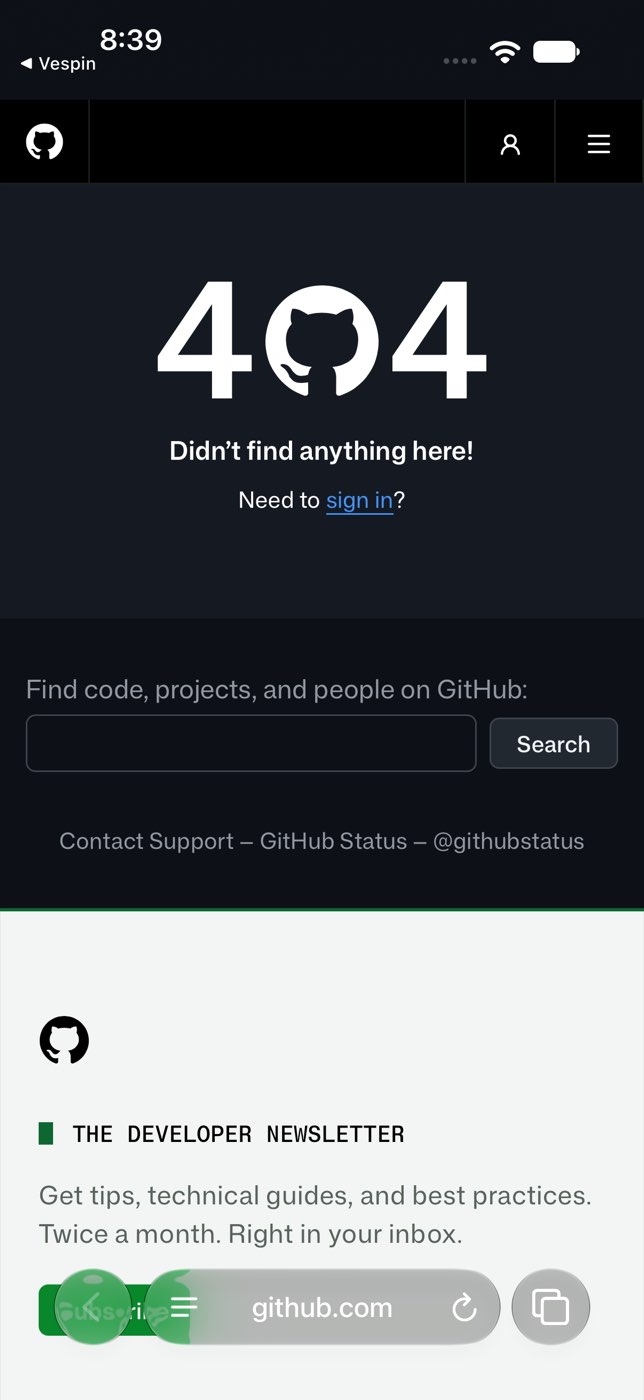 8:39
◀ Vespin
404
Didn’t find anything here!
Need to sign in?
Find code, projects, and people on GitHub:
Search
Contact Support — GitHub Status — @githubstatus
THE DEVELOPER NEWSLETTER
Get tips, technical guides, and best practices.
Twice a month. Right in your inbox.
Subscribe
github.com